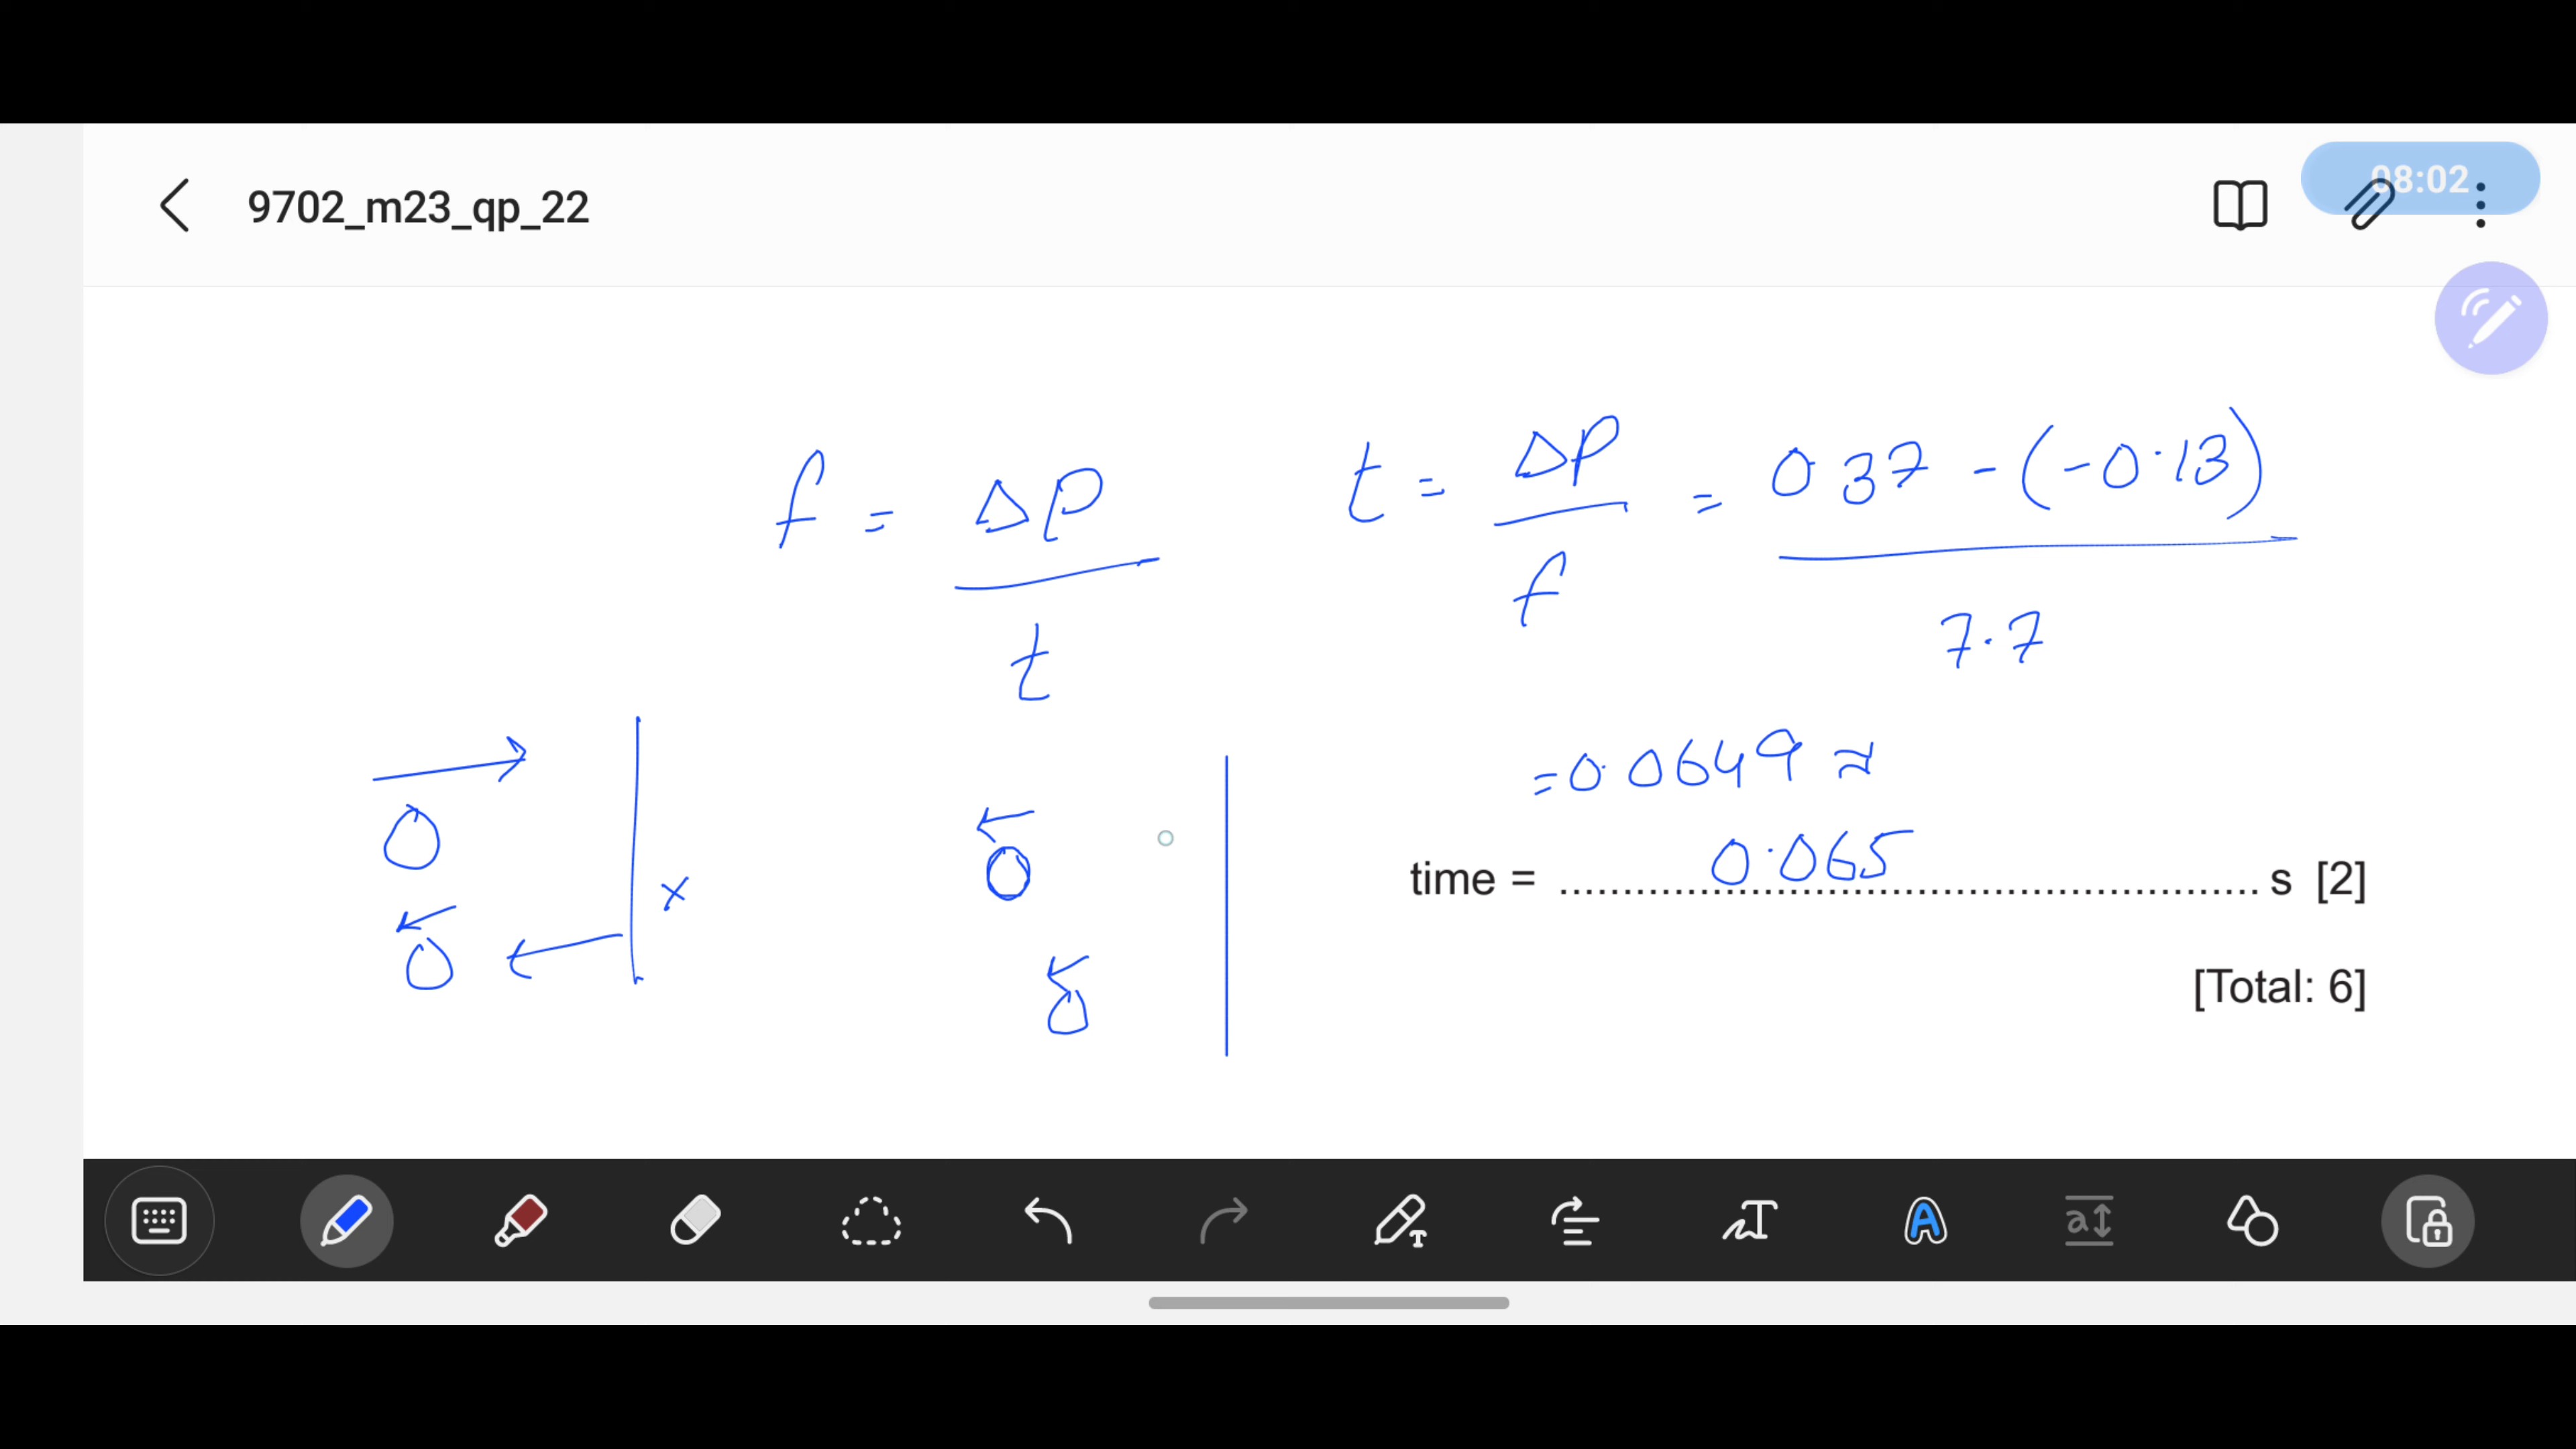 08:02
9702_m23_qp_22
f = ΔP / t
t = ΔP / f = 0.37 - (-0.13) / 7.7
= 0.0649 ≈
time = 0.065 s [2]
x
[Total: 6]